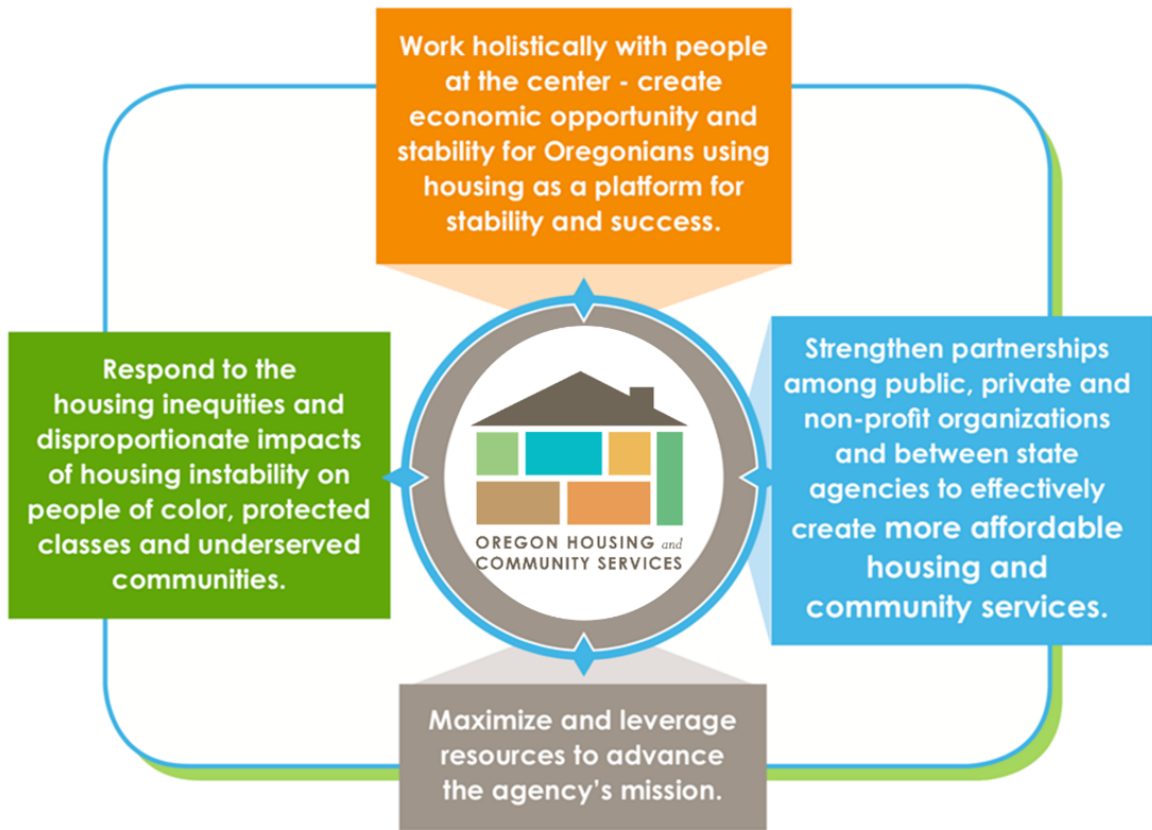 Work holistically with people
at the center - create
economic opportunity and
stability for Oregonians using
housing as a platform for
stability and success.
Respond to the
housing inequities and
disproportionate impacts
of housing instability on
people of color, protected
classes and underserved
communities.
OREGON HOUSING and
COMMUNITY SERVICES
Strengthen partnerships
among public, private and
non-profit organizations
and between state
agencies to effectively
create more affordable
housing and
community services.
Maximize and leverage
resources to advance
the agency's mission.